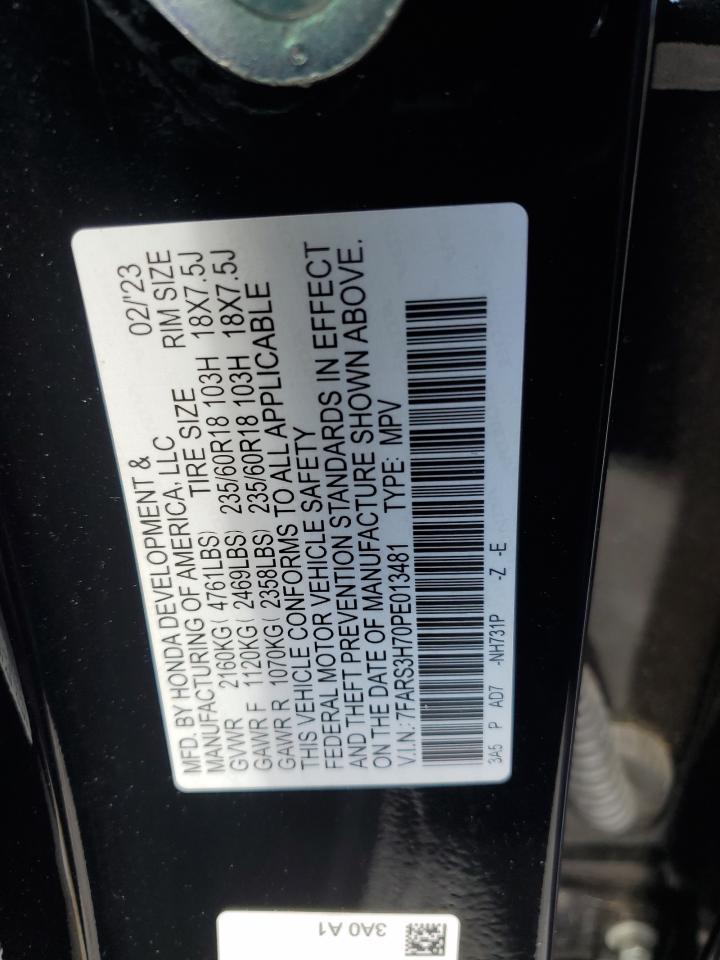 MFD. BY HONDA DEVELOPMENT &
MANUFACTURING OF AMERICA, LLC 02/'23
GVWR 2160KG( 4761LBS) TIRE SIZE RIM SIZE
GAWR F 1120KG( 2469LBS) 235/60R18 103H 18X7.5J
GAWR R 1070KG( 2358LBS) 235/60R18 103H 18X7.5J
THIS VEHICLE CONFORMS TO ALL APPLICABLE
FEDERAL MOTOR VEHICLE SAFETY
AND THEFT PREVENTION STANDARDS IN EFFECT
ON THE DATE OF MANUFACTURE SHOWN ABOVE.
V.I.N.: 7FARS3H70PE013481 TYPE: MPV
3A5 P AD7 -NH731P -Z -E
3A0 A1